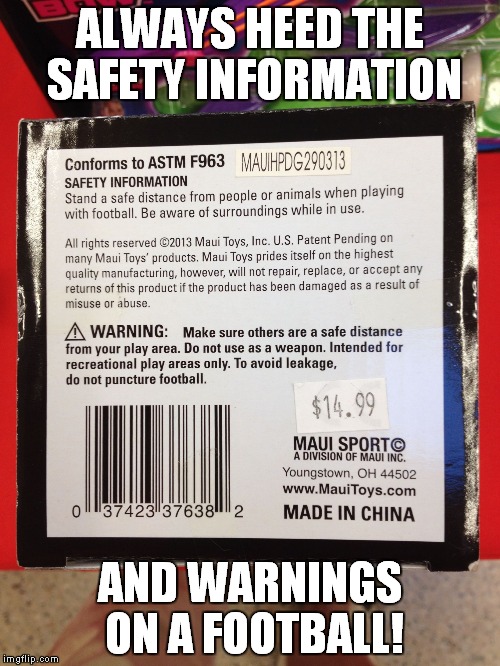 ALWAYS HEED THE
SAFETY INFORMATION
Conforms to ASTM F963 MAUIHPDG290313
SAFETY INFORMATION
Stand a safe distance from people or animals when playing
with football. Be aware of surroundings while in use.
All rights reserved ©2013 Maui Toys, Inc. U.S. Patent Pending on
many Maui Toys' products. Maui Toys prides itself on the highest
quality manufacturing, however, will not repair, replace, or accept any
returns of this product if the product has been damaged as a result of
misuse or abuse.
⚠ WARNING: Make sure others are a safe distance
from your play area. Do not use as a weapon. Intended for
recreational play areas only. To avoid leakage,
do not puncture football.
$14.99
MAUI SPORT©
A DIVISION OF MAUI INC.
Youngstown, OH 44502
www.MauiToys.com
MADE IN CHINA
0 37423 37638 2
AND WARNINGS
ON A FOOTBALL!
imgflip.com